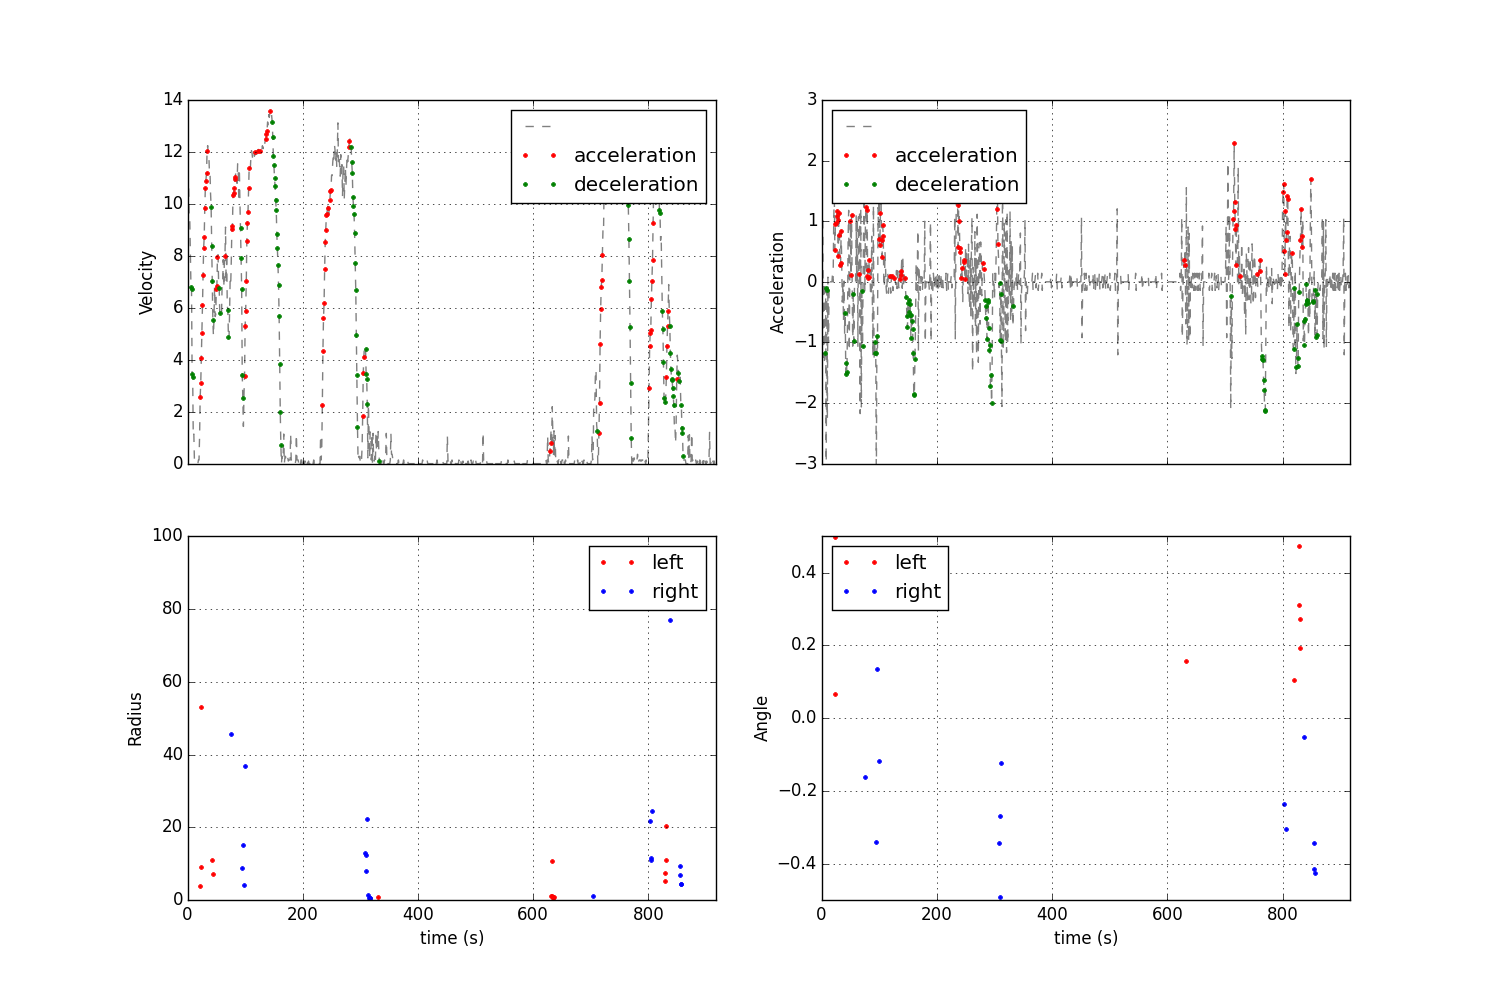 14
12
10
8
6
4
2
0
Velocity
acceleration
deceleration
3
2
1
0
−1
−2
−3
Acceleration
acceleration
deceleration
100
80
60
40
20
0
Radius
0
200
400
600
800
time (s)
left
right
0.4
0.2
0.0
−0.2
−0.4
Angle
0
200
400
600
800
time (s)
left
right